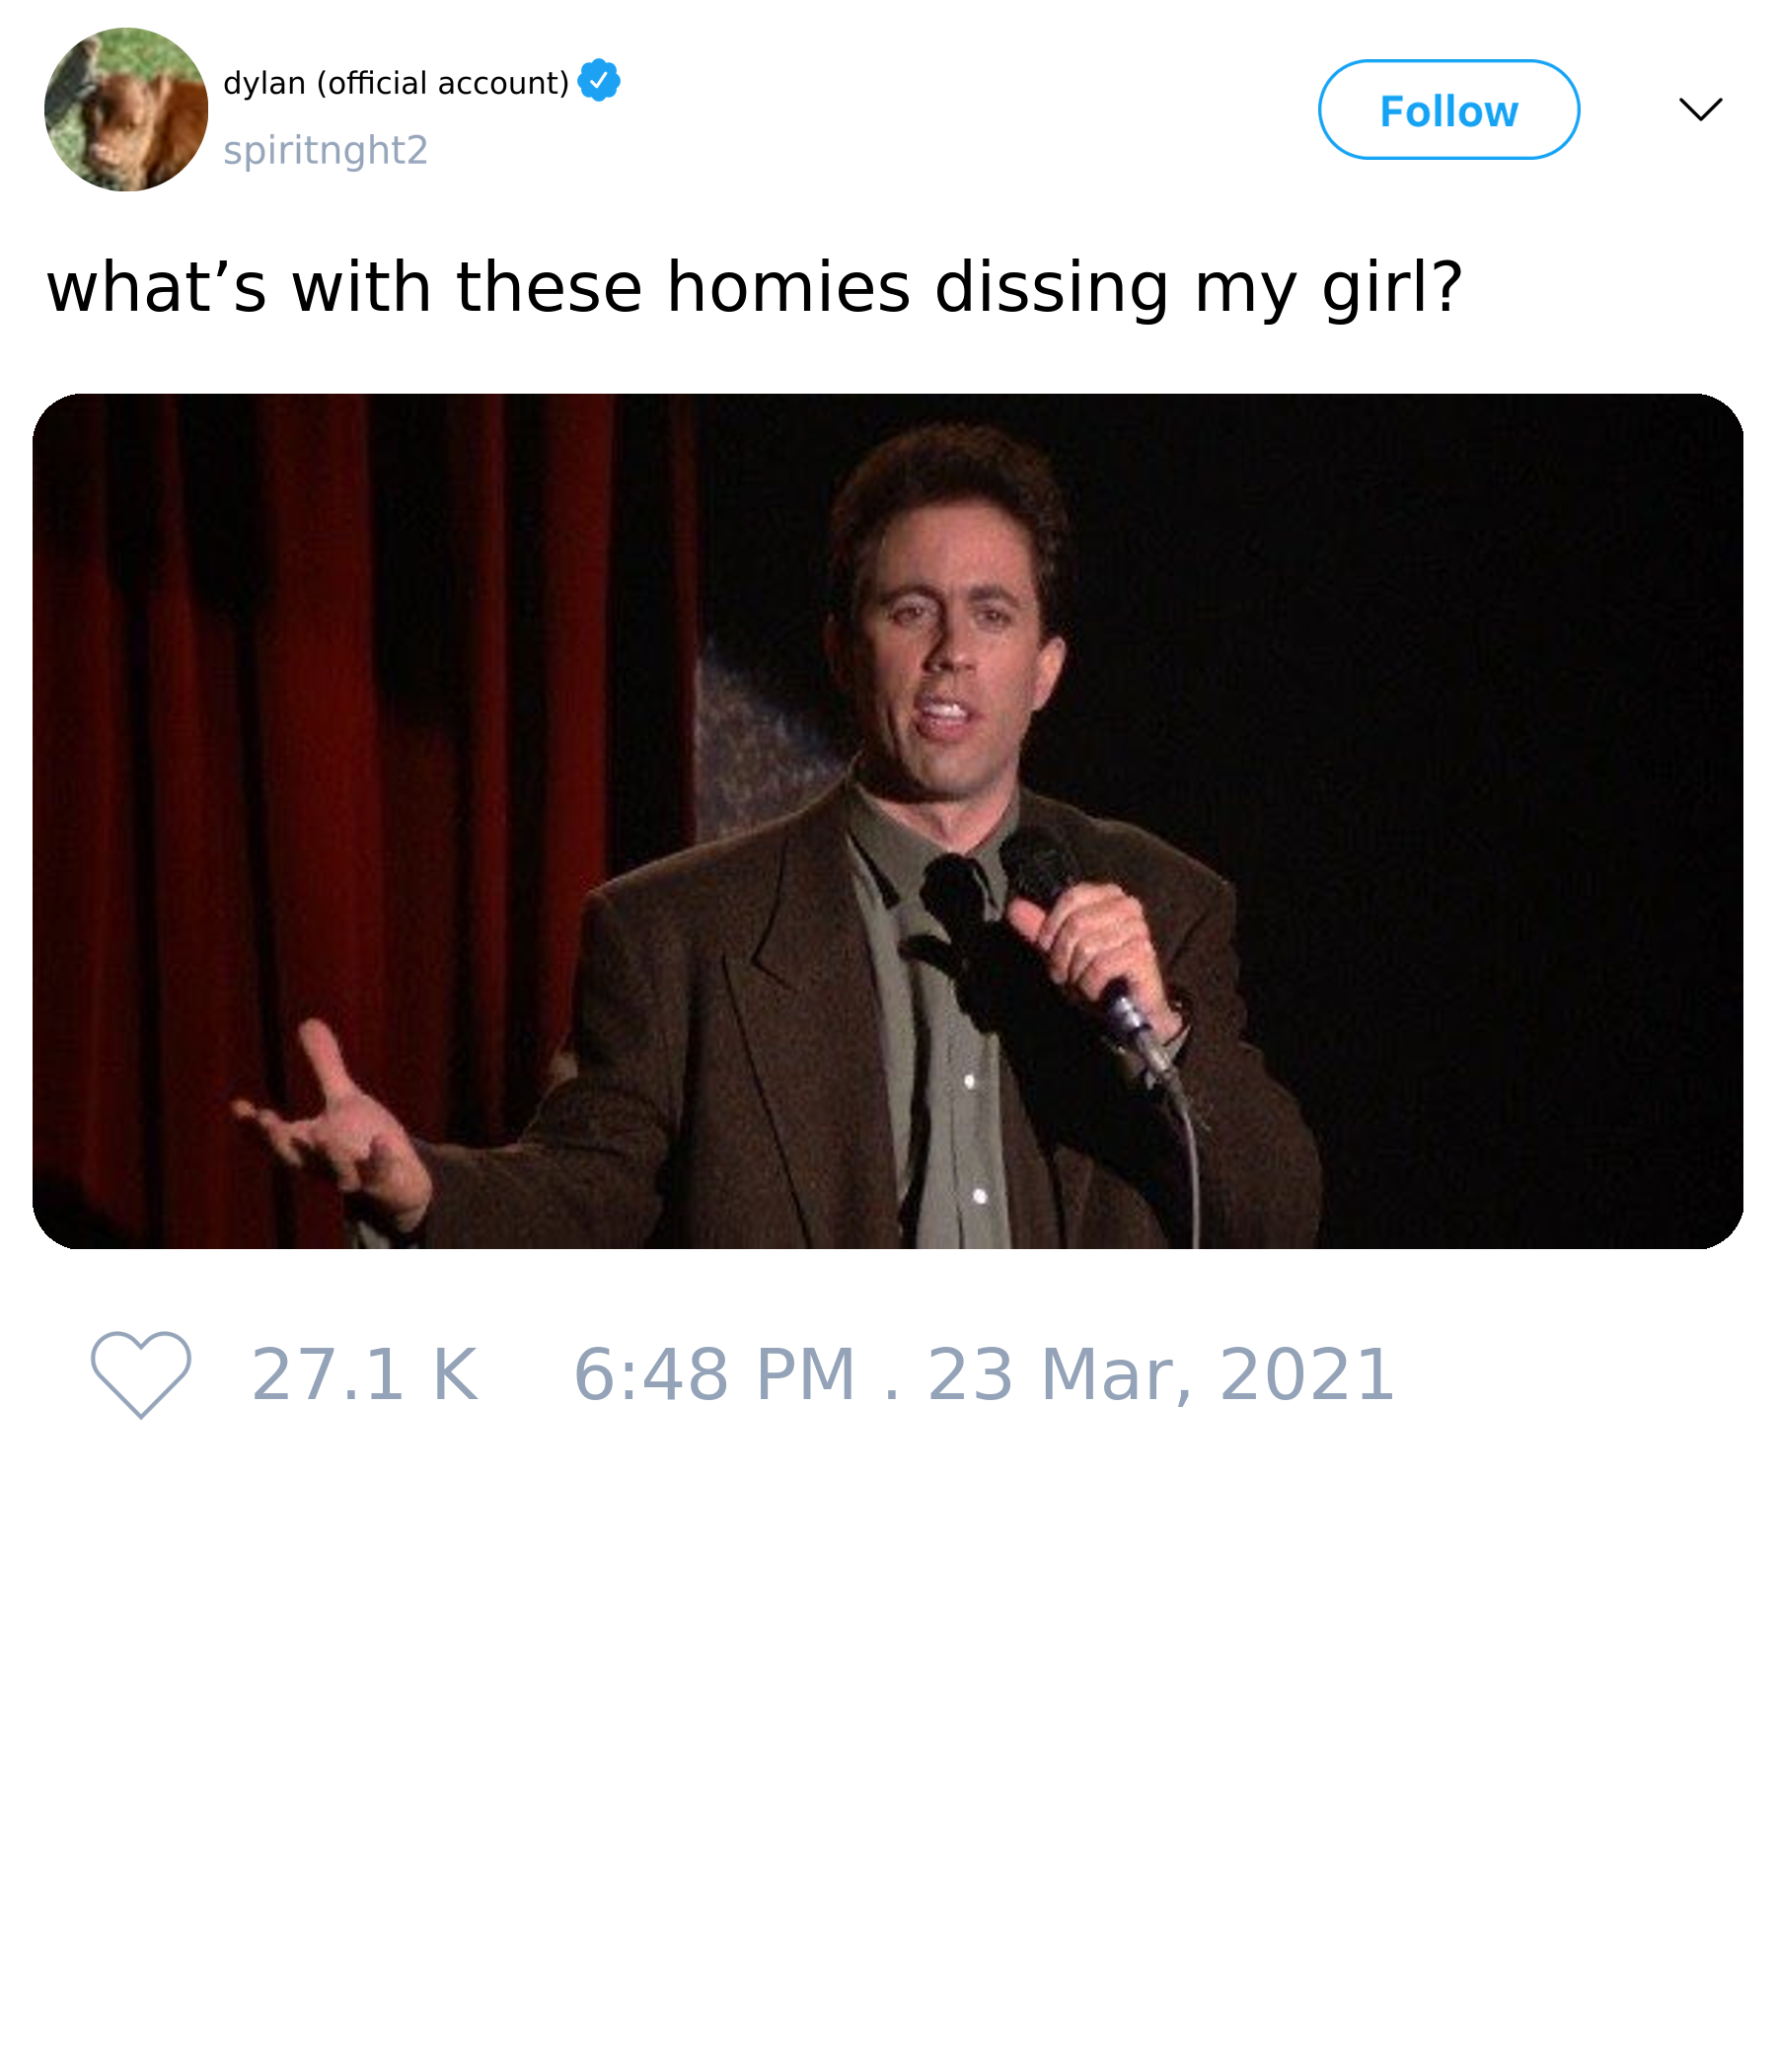 dylan (official account)
spiritnght2
Follow
what’s with these homies dissing my girl?
27.1 K 6:48 PM . 23 Mar, 2021